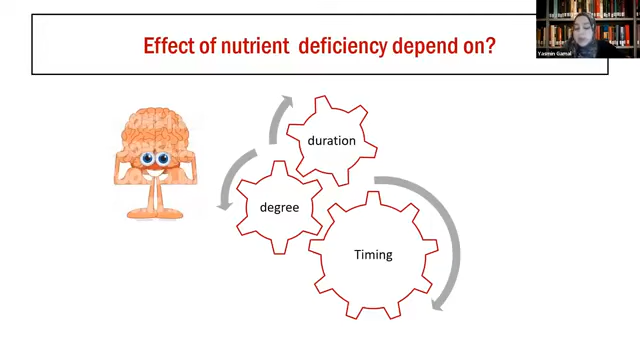 Effect of nutrient deficiency depend on?
Yasmin Gamal
duration
degree
Timing